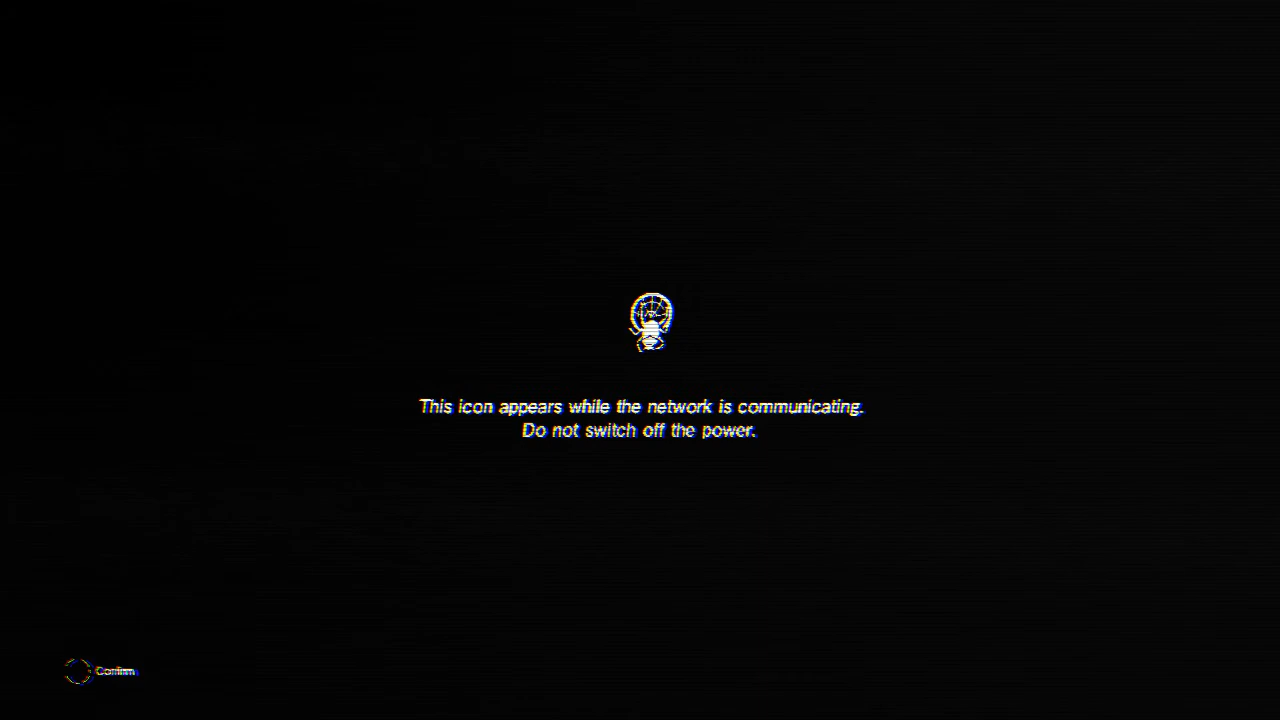 This icon appears while the network is communicating.
Do not switch off the power.
Confirm